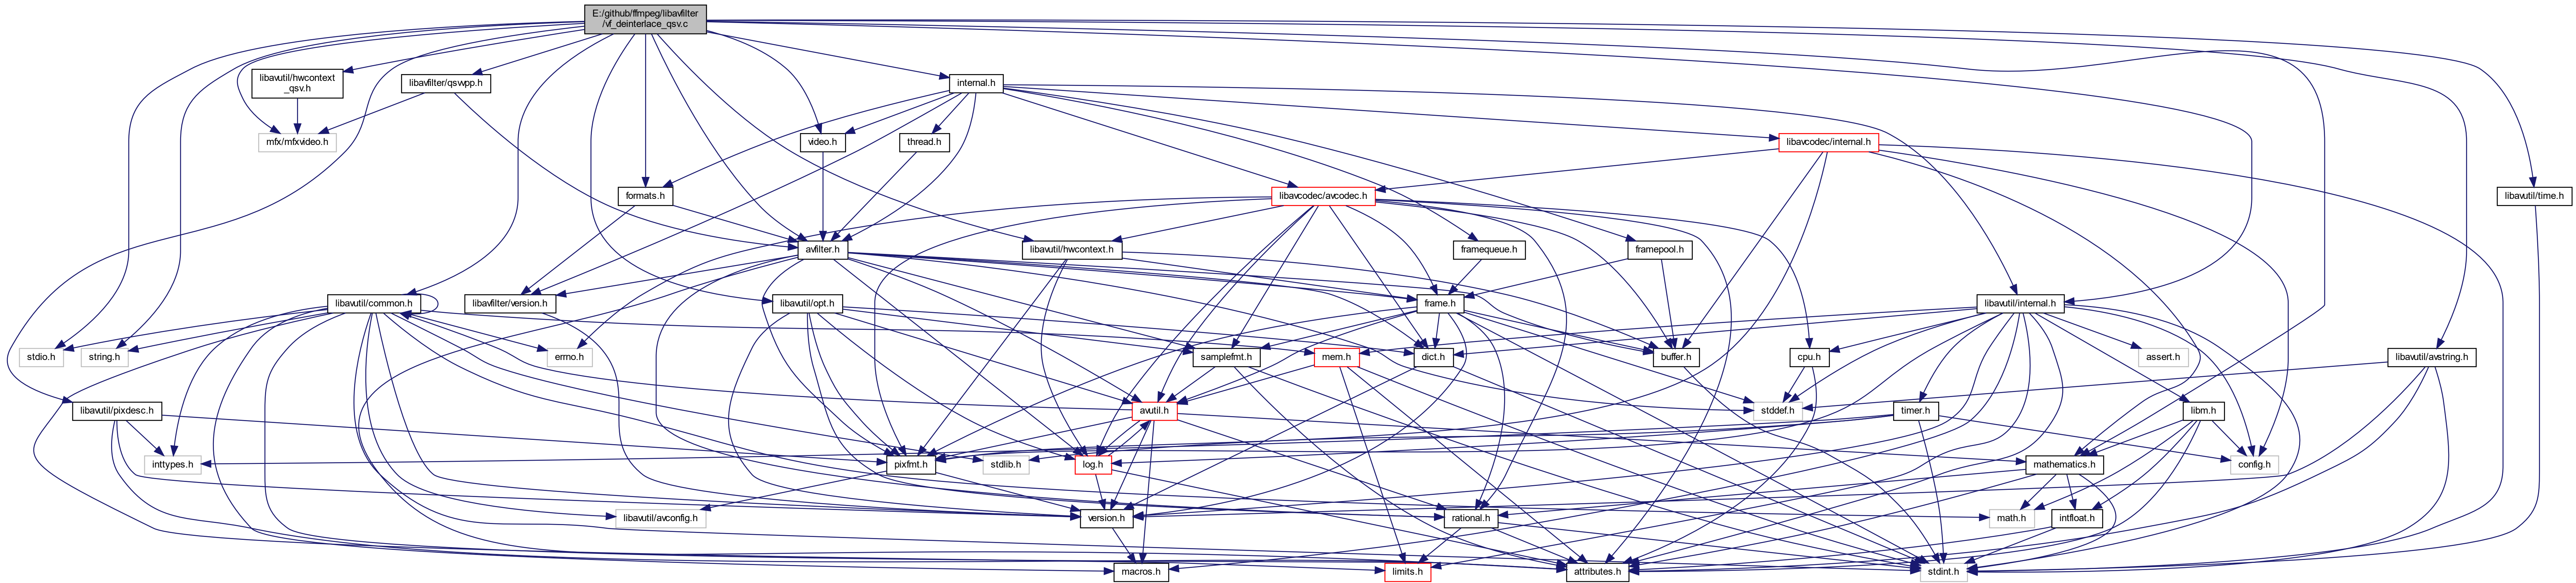 E:/github/ffmpeg/libavfilter
/vf_deinterlace_qsv.c
libavutil/hwcontext
_qsv.h
libavfilter/qsvvpp.h
internal.h
mfx/mfxvideo.h
video.h
thread.h
libavcodec/internal.h
formats.h
libavcodec/avcodec.h
libavutil/time.h
avfilter.h
libavutil/hwcontext.h
framequeue.h
framepool.h
libavutil/common.h
libavfilter/version.h
libavutil/opt.h
frame.h
libavutil/internal.h
stdio.h
string.h
errno.h
samplefmt.h
mem.h
dict.h
buffer.h
cpu.h
assert.h
libavutil/avstring.h
libavutil/pixdesc.h
avutil.h
stddef.h
timer.h
libm.h
inttypes.h
pixfmt.h
stdlib.h
log.h
mathematics.h
config.h
libavutil/avconfig.h
version.h
rational.h
math.h
intfloat.h
macros.h
limits.h
attributes.h
stdint.h